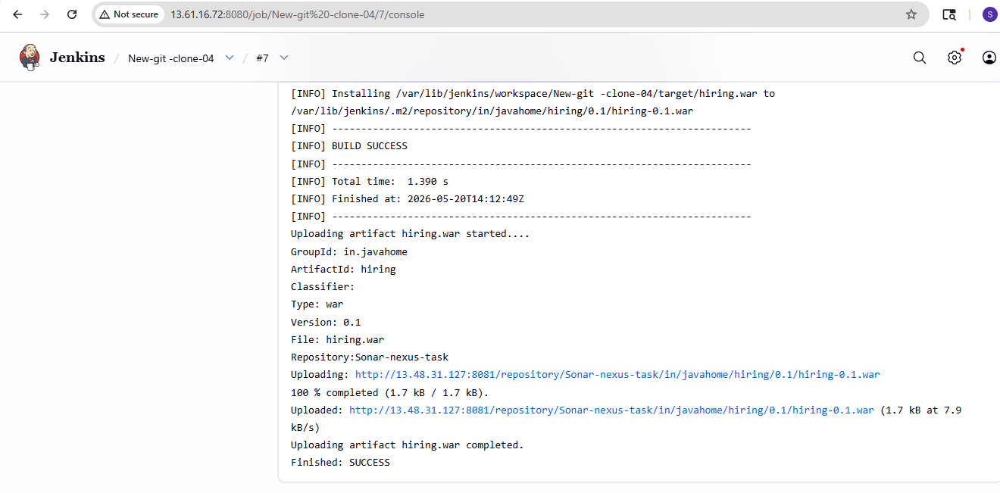 Not secure 13.61.16.72:8080/job/New-git%20-clone-04/7/console S
Jenkins / New-git -clone-04 / #7
[INFO] Installing /var/lib/jenkins/workspace/New-git -clone-04/target/hiring.war to
/var/lib/jenkins/.m2/repository/in/javahome/hiring/0.1/hiring-0.1.war
[INFO] ------------------------------------------------------------------------
[INFO] BUILD SUCCESS
[INFO] ------------------------------------------------------------------------
[INFO] Total time:  1.390 s
[INFO] Finished at: 2026-05-20T14:12:49Z
[INFO] ------------------------------------------------------------------------
Uploading artifact hiring.war started....
GroupId: in.javahome
ArtifactId: hiring
Classifier:
Type: war
Version: 0.1
File: hiring.war
Repository:Sonar-nexus-task
Uploading: http://13.48.31.127:8081/repository/Sonar-nexus-task/in/javahome/hiring/0.1/hiring-0.1.war
100 % completed (1.7 kB / 1.7 kB).
Uploaded: http://13.48.31.127:8081/repository/Sonar-nexus-task/in/javahome/hiring/0.1/hiring-0.1.war (1.7 kB at 7.9
kB/s)
Uploading artifact hiring.war completed.
Finished: SUCCESS